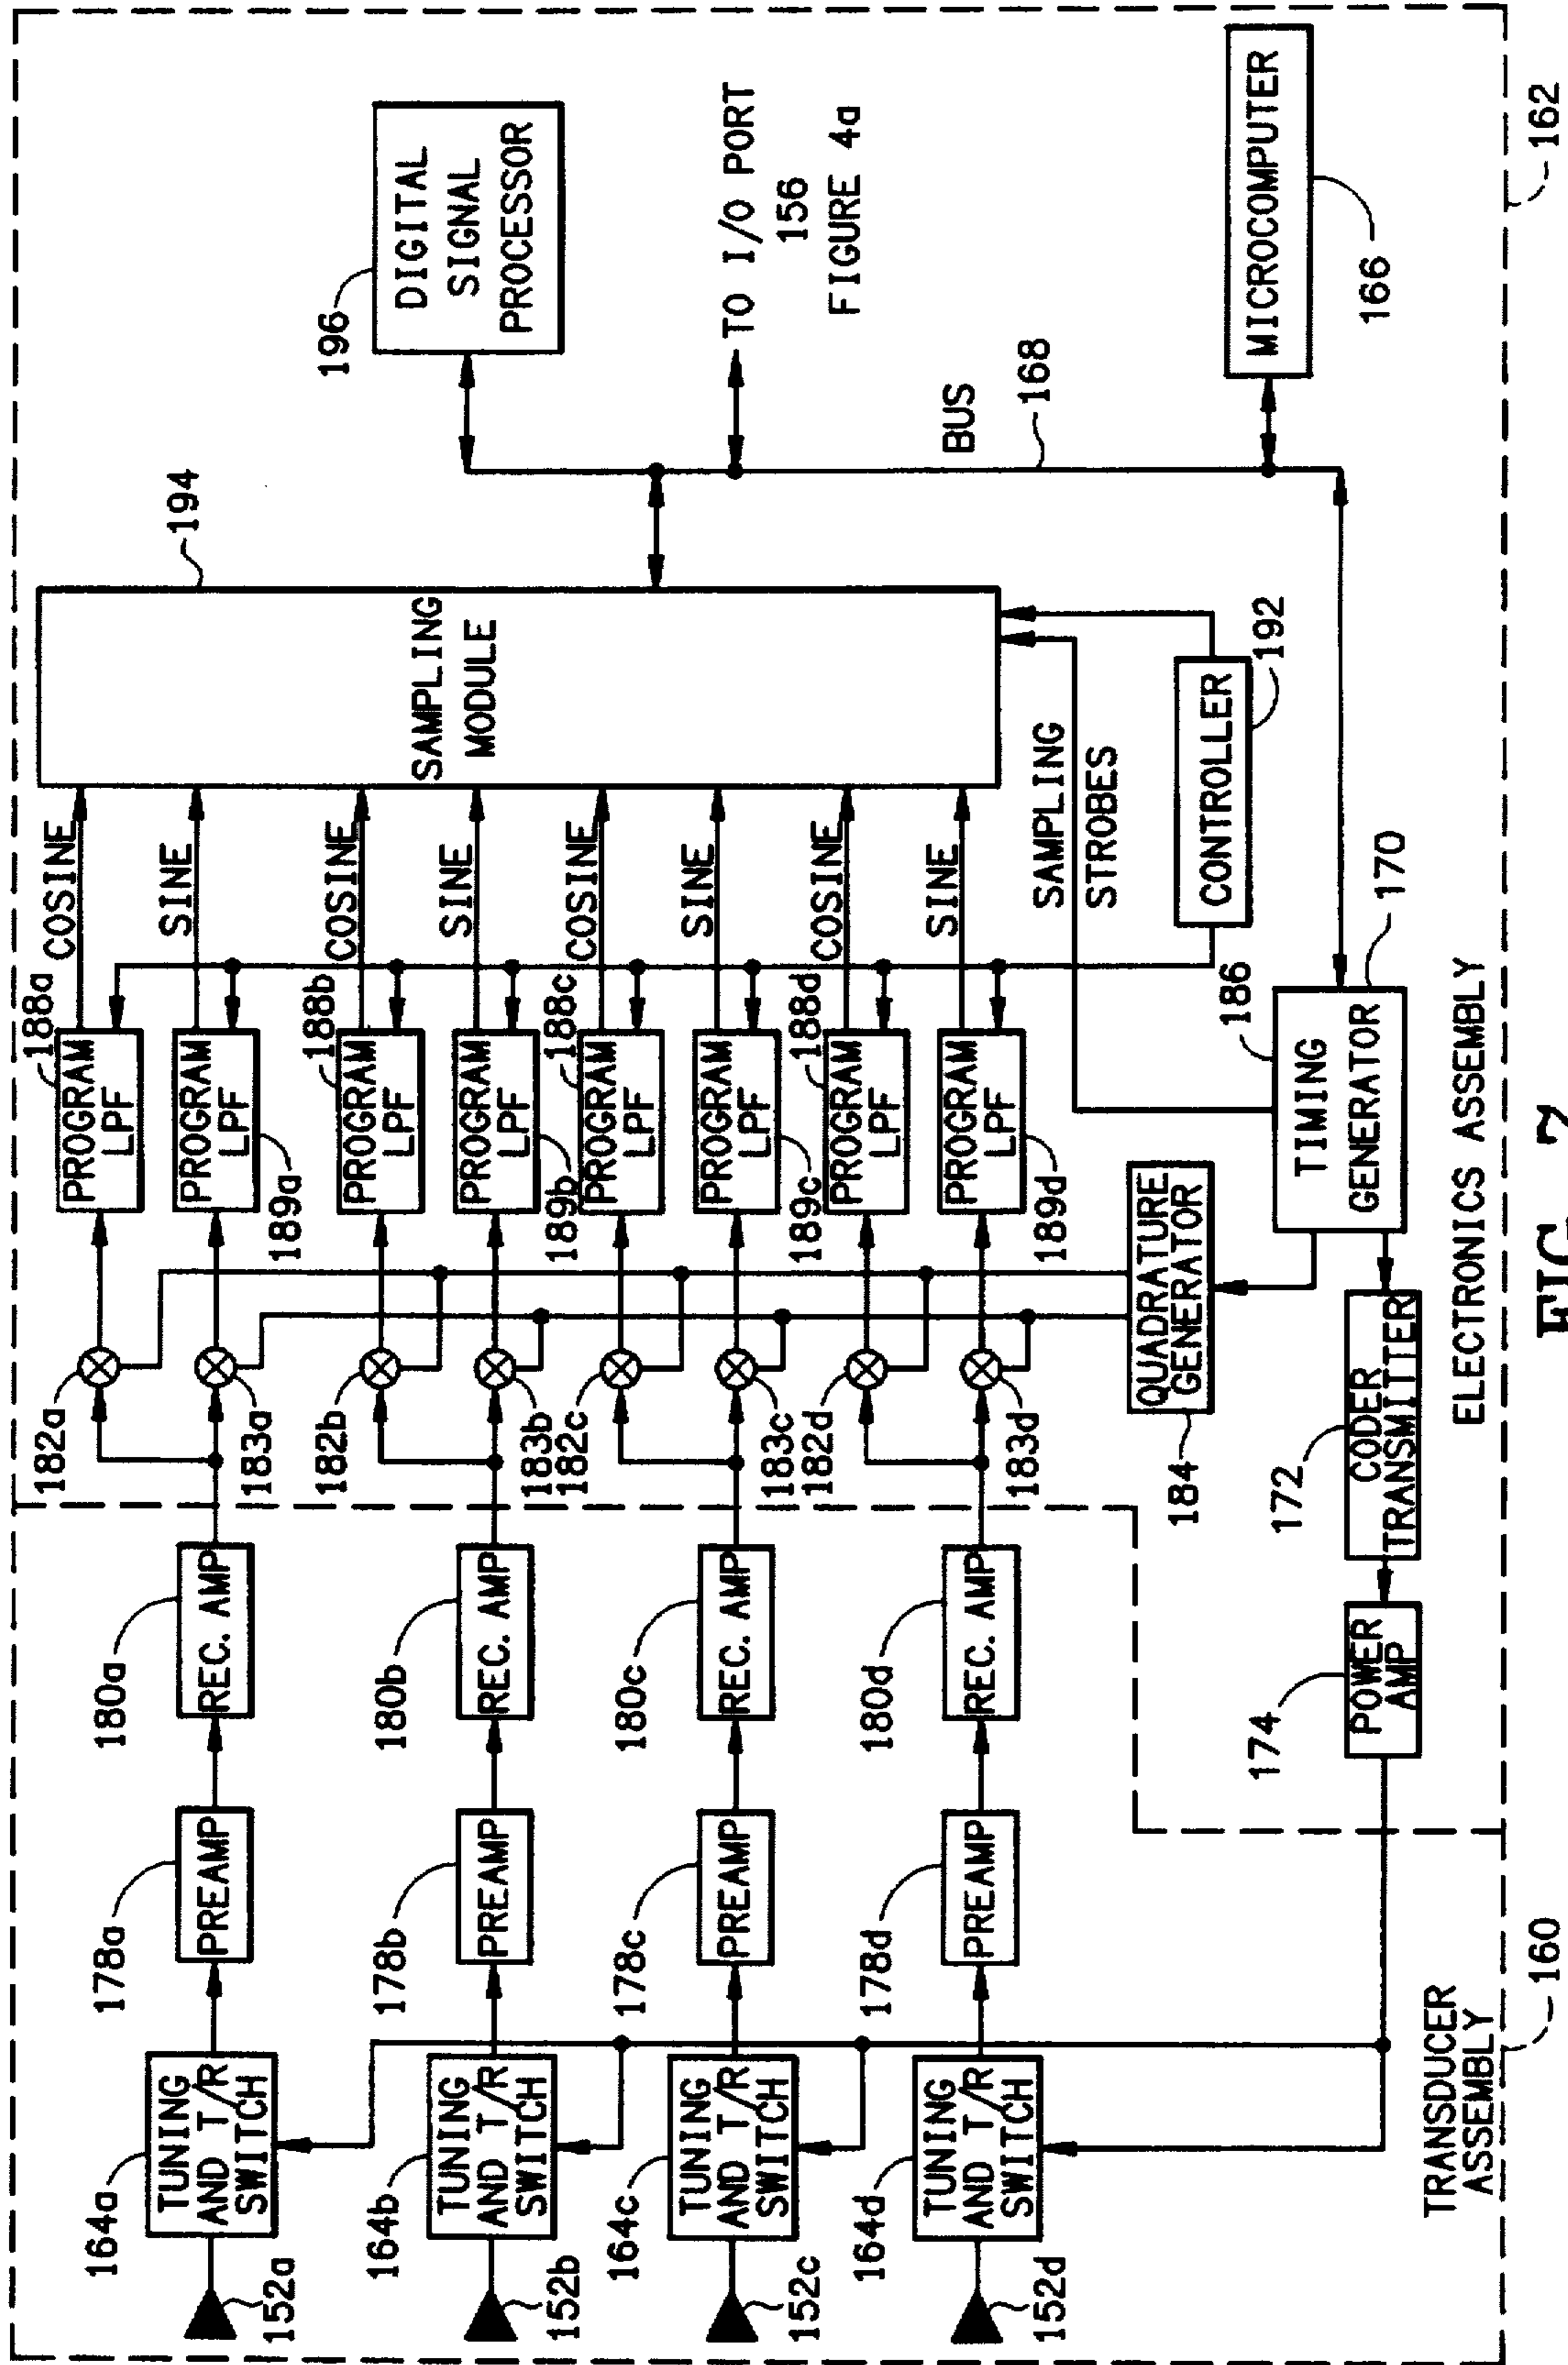 152a
164a
TUNING
AND T/R
SWITCH
178a
PREAMP
180a
REC. AMP
182a
183a
188a
PROGRAM
LPF
COSINE
PROGRAM
LPF
189a
SINE
152b
164b
TUNING
AND T/R
SWITCH
178b
PREAMP
180b
REC. AMP
182b
183b
188b
PROGRAM
LPF
COSINE
PROGRAM
LPF
189b
SINE
152c
164c
TUNING
AND T/R
SWITCH
178c
PREAMP
180c
REC. AMP
182c
183c
188c
PROGRAM
LPF
COSINE
PROGRAM
LPF
189c
SINE
152d
164d
TUNING
AND T/R
SWITCH
178d
PREAMP
180d
REC. AMP
182d
183d
188d
PROGRAM
LPF
COSINE
PROGRAM
LPF
189d
SINE
194
SAMPLING
MODULE
196
DIGITAL
SIGNAL
PROCESSOR
TO I/O PORT
156
FIGURE 4a
BUS
168
MICROCOMPUTER
166
SAMPLING
STROBES
CONTROLLER
192
QUADRATURE
GENERATOR
184
186
TIMING
GENERATOR
170
172
CODER
TRANSMITTER
174
POWER
AMP
TRANSDUCER
ASSEMBLY
160
ELECTRONICS ASSEMBLY
162
FIG. 7